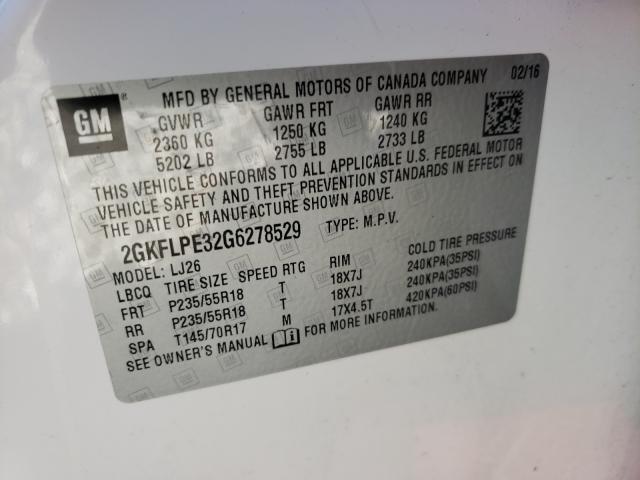 GM
MFD BY GENERAL MOTORS OF CANADA COMPANY 02/16
GVWR GAWR FRT GAWR RR
2360 KG 1250 KG 1240 KG
5202 LB 2755 LB 2733 LB
THIS VEHICLE CONFORMS TO ALL APPLICABLE U.S. FEDERAL MOTOR
VEHICLE SAFETY AND THEFT PREVENTION STANDARDS IN EFFECT ON
THE DATE OF MANUFACTURE SHOWN ABOVE.
2GKFLPE32G6278529 TYPE: M.P.V.
MODEL: LJ26 COLD TIRE PRESSURE
LBCQ TIRE SIZE SPEED RTG RIM
FRT P235/55R18 T 18X7J 240KPA(35PSI)
RR P235/55R18 T 18X7J 240KPA(35PSI)
SPA T145/70R17 M 17X4.5T 420KPA(60PSI)
SEE OWNER'S MANUAL FOR MORE INFORMATION.